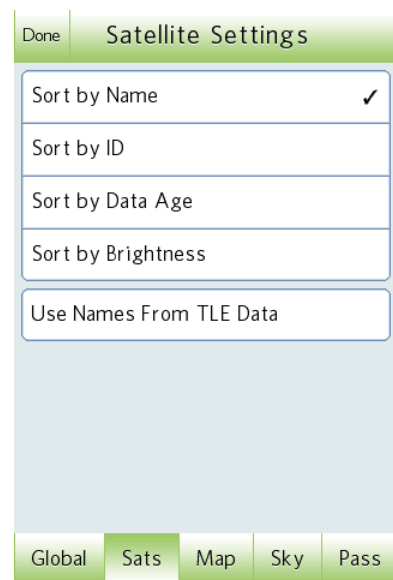 Done Satellite Settings
Sort by Name ✓
Sort by ID
Sort by Data Age
Sort by Brightness
Use Names From TLE Data
Global Sats Map Sky Pass